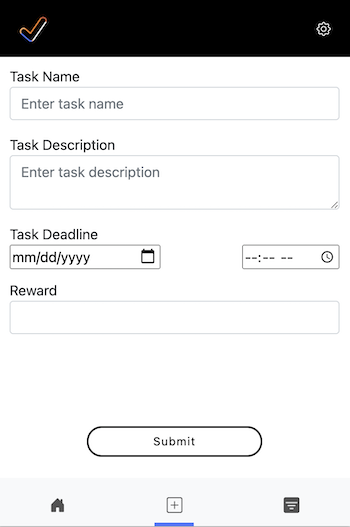 Task Name
Enter task name
Task Description
Enter task description
Task Deadline
mm/dd/yyyy --:-- --
Reward
Submit